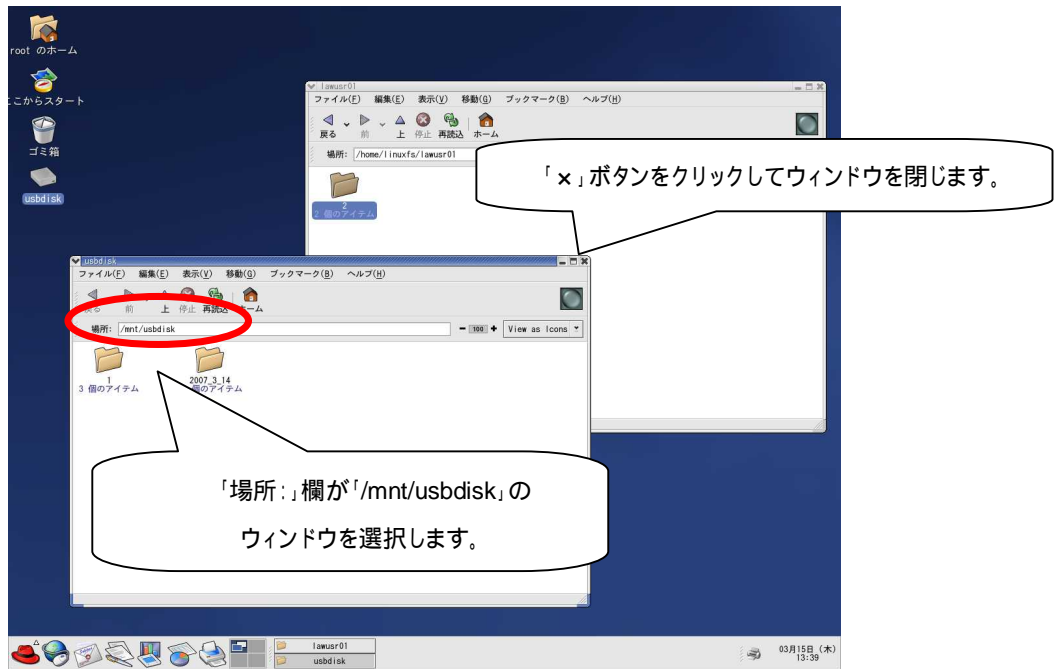 root のホーム
ここからスタート
ゴミ箱
usbdisk
lawusr01
ファイル(F) 編集(E) 表示(V) 移動(G) ブックマーク(B) ヘルプ(H)
戻る 前 上 停止 再読込 ホーム
場所: /home/linuxfs/lawusr01
2
2 個のアイテム
「×」ボタンをクリックしてウィンドウを閉じます。
usbdisk
ファイル(F) 編集(E) 表示(V) 移動(G) ブックマーク(B) ヘルプ(H)
戻る 前 上 停止 再読込 ホーム
場所: /mnt/usbdisk 100 View as Icons
1
3 個のアイテム
2007_3_14
個のアイテム
「場所:」欄が「/mnt/usbdisk」の
ウィンドウを選択します。
lawusr01
usbdisk
03月15日 (木)
13:39